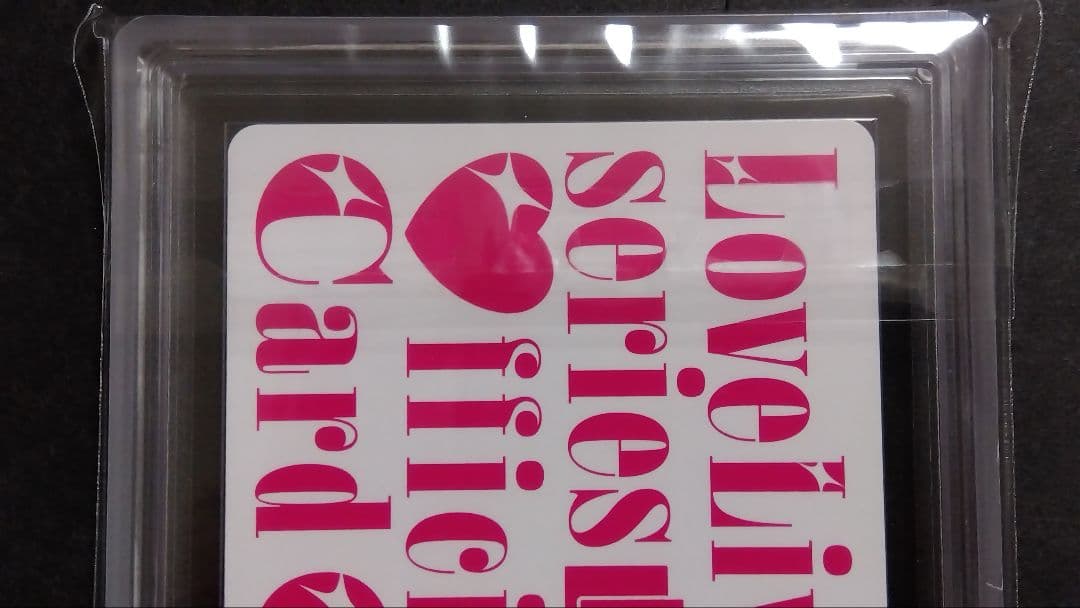 LoveLiv
series
♥ffici
Card